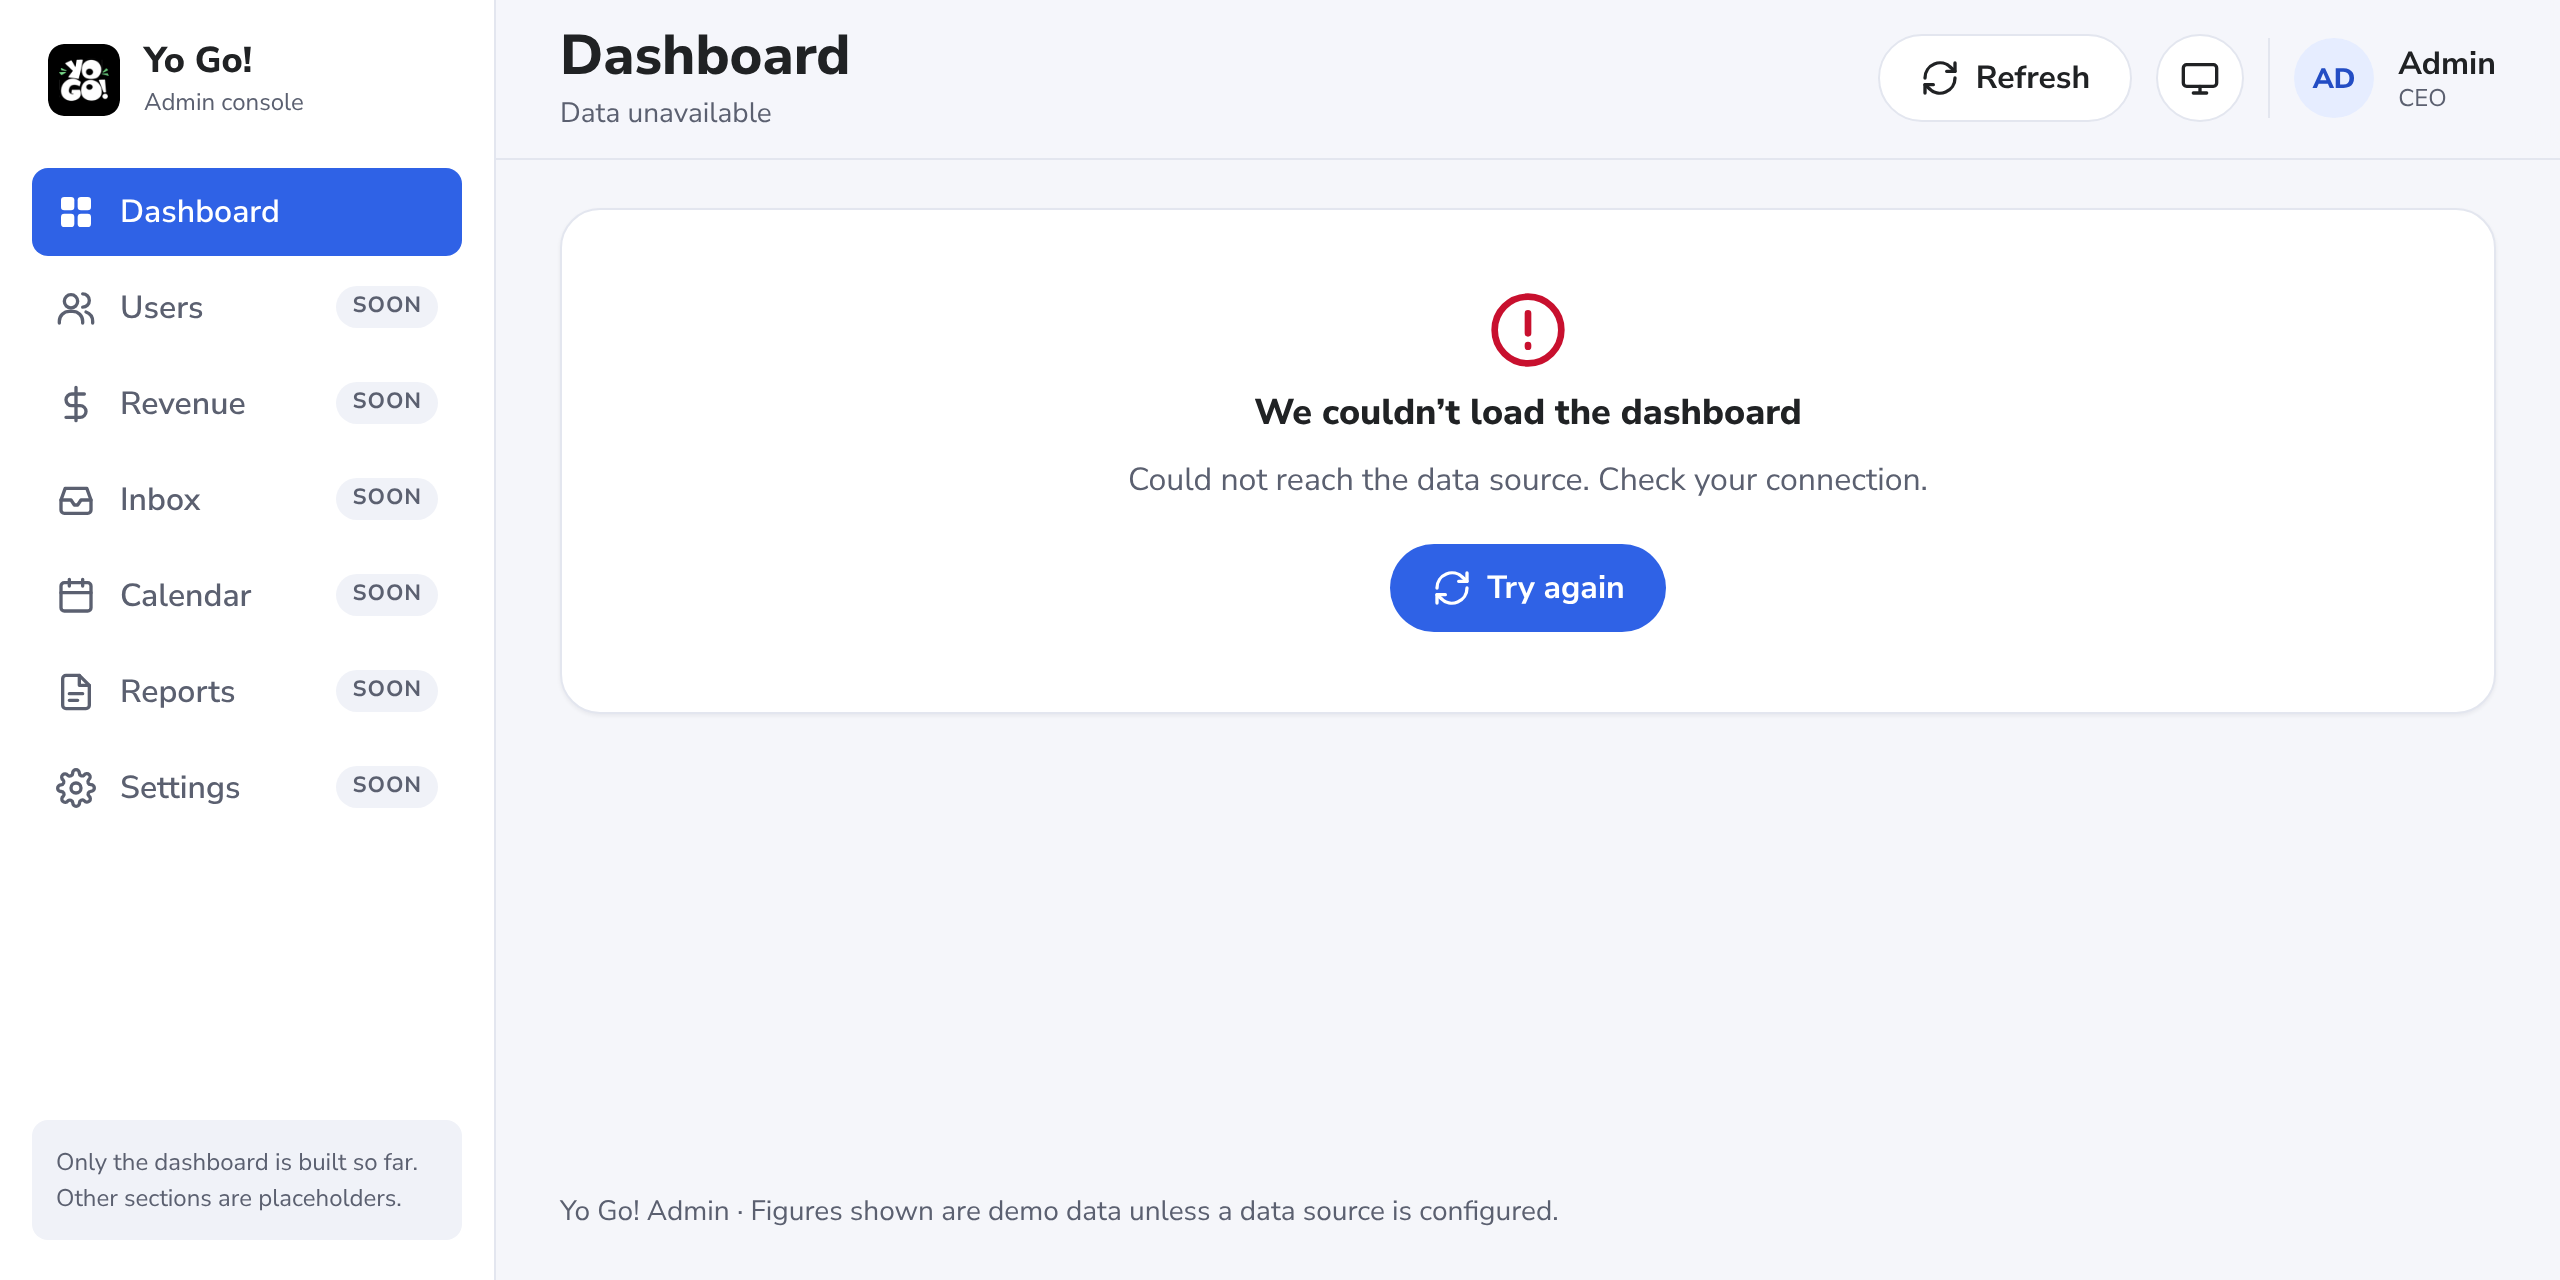 YO GO!
Yo Go!
Admin console
Dashboard
Users SOON
Revenue SOON
Inbox SOON
Calendar SOON
Reports SOON
Settings SOON
Only the dashboard is built so far.
Other sections are placeholders.
Dashboard
Data unavailable
Refresh
AD
Admin
CEO
We couldn’t load the dashboard
Could not reach the data source. Check your connection.
Try again
Yo Go! Admin · Figures shown are demo data unless a data source is configured.